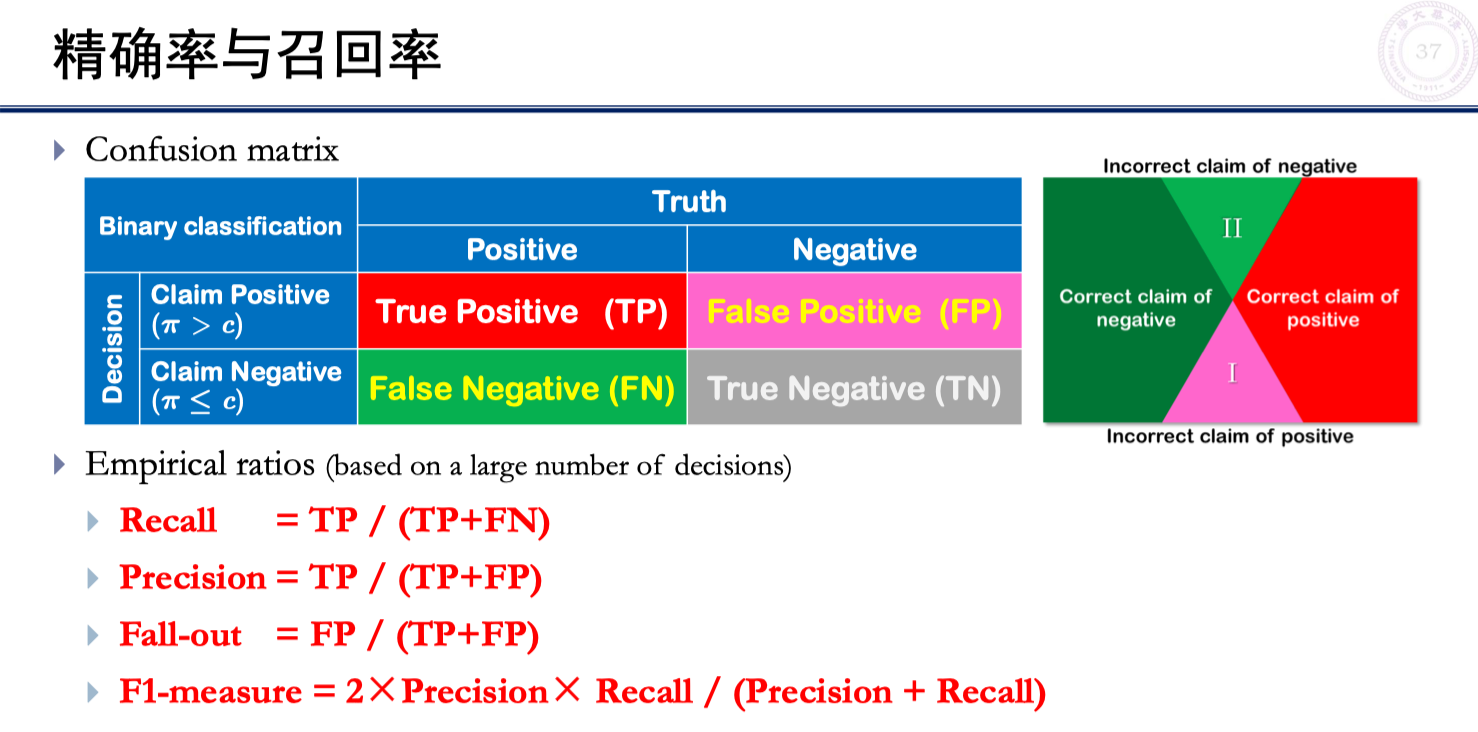 精确率与召回率
37
Confusion matrix
Binary classification
Truth
Positive
Negative
Decision
Claim Positive
(π > c)
True Positive (TP)
False Positive (FP)
Claim Negative
(π ≤ c)
False Negative (FN)
True Negative (TN)
Incorrect claim of negative
II
Correct claim of
negative
Correct claim of
positive
I
Incorrect claim of positive
Empirical ratios (based on a large number of decisions)
Recall = TP / (TP+FN)
Precision = TP / (TP+FP)
Fall-out = FP / (TP+FP)
F1-measure = 2×Precision× Recall / (Precision + Recall)